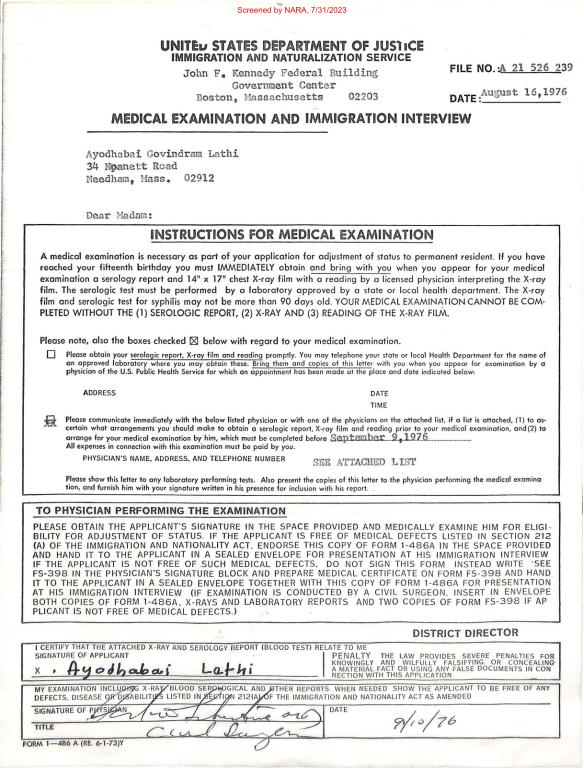 Screened by NARA, 7/31/2023
UNITED STATES DEPARTMENT OF JUSTICE
IMMIGRATION AND NATURALIZATION SERVICE
John F. Kennedy Federal Building
Government Center
Boston, Massachusetts 02203
FILE NO.: A 21 526 239
DATE: August 16,1976
MEDICAL EXAMINATION AND IMMIGRATION INTERVIEW
Ayodhabai Govindram Lathi
34 Noanett Road
Needham, Mass. 02912
Dear Madam:
INSTRUCTIONS FOR MEDICAL EXAMINATION
A medical examination is necessary as part of your application for adjustment of status to permanent resident. If you have
reached your fifteenth birthday you must IMMEDIATELY obtain and bring with you when you appear for your medical
examination a serology report and 14" x 17" chest X-ray film with a reading by a licensed physician interpreting the X-ray
film. The serologic test must be performed by a laboratory approved by a state or local health department. The X-ray
film and serologic test for syphilis may not be more than 90 days old. YOUR MEDICAL EXAMINATION CANNOT BE COM-
PLETED WITHOUT THE (1) SEROLOGIC REPORT, (2) X-RAY AND (3) READING OF THE X-RAY FILM.
Please note, also the boxes checked ☒ below with regard to your medical examination.
☐ Please obtain your serologic report, X-ray film and reading promptly. You may telephone your state or local Health Department for the name of
an approved laboratory where you may obtain these. Bring them and copies of this letter with you when you appear for examination by a
physician of the U.S. Public Health Service for which an appointment has been made at the place and date indicated below:
ADDRESS DATE
TIME
☒ Please communicate immediately with the below listed physician or with one of the physicians on the attached list, if a list is attached, (1) to as-
certain what arrangements you should make to obtain a serologic report, X-ray film and reading prior to your medical examination, and (2) to
arrange for your medical examination by him, which must be completed before September 9,1976
All expenses in connection with this examination must be paid by you.
PHYSICIAN'S NAME, ADDRESS, AND TELEPHONE NUMBER SEE ATTACHED LIST
Please show this letter to any laboratory performing tests. Also present the copies of this letter to the physician performing the medical examina
tion, and furnish him with your signature written in his presence for inclusion with his report.
TO PHYSICIAN PERFORMING THE EXAMINATION
PLEASE OBTAIN THE APPLICANT'S SIGNATURE IN THE SPACE PROVIDED AND MEDICALLY EXAMINE HIM FOR ELIGI-
BILITY FOR ADJUSTMENT OF STATUS. IF THE APPLICANT IS FREE OF MEDICAL DEFECTS LISTED IN SECTION 212
(A) OF THE IMMIGRATION AND NATIONALITY ACT, ENDORSE THIS COPY OF FORM 1-486A IN THE SPACE PROVIDED
AND HAND IT TO THE APPLICANT IN A SEALED ENVELOPE FOR PRESENTATION AT HIS IMMIGRATION INTERVIEW
IF THE APPLICANT IS NOT FREE OF SUCH MEDICAL DEFECTS, DO NOT SIGN THIS FORM INSTEAD WRITE 'SEE
FS-398 IN THE PHYSICIAN'S SIGNATURE BLOCK AND PREPARE MEDICAL CERTIFICATE ON FORM FS-398 AND HAND
IT TO THE APPLICANT IN A SEALED ENVELOPE TOGETHER WITH THIS COPY OF FORM 1-486A FOR PRESENTATION
AT HIS IMMIGRATION INTERVIEW (IF EXAMINATION IS CONDUCTED BY A CIVIL SURGEON, INSERT IN ENVELOPE
BOTH COPIES OF FORM 1-486A, X-RAYS AND LABORATORY REPORTS AND TWO COPIES OF FORM FS-398 IF AP
PLICANT IS NOT FREE OF MEDICAL DEFECTS.)
DISTRICT DIRECTOR
I CERTIFY THAT THE ATTACHED X-RAY AND SEROLOGY REPORT (BLOOD TEST) RELATE TO ME
SIGNATURE OF APPLICANT
X . Ayodhabai Lathi
PENALTY THE LAW PROVIDES SEVERE PENALTIES FOR
KNOWINGLY AND WILFULLY FALSIFYING OR CONCEALING
A MATERIAL FACT OR USING ANY FALSE DOCUMENTS IN CON
NECTION WITH THIS APPLICATION
MY EXAMINATION INCLUDING X-RAY BLOOD SEROLOGICAL AND OTHER REPORTS WHEN NEEDED SHOW THE APPLICANT TO BE FREE OF ANY
DEFECTS, DISEASE OR DISABILITIES LISTED IN SECTION 212(A) OF THE IMMIGRATION AND NATIONALITY ACT AS AMENDED
SIGNATURE OF PHYSICIAN
DATE
9/10/76
TITLE Civil Surgeon
FORM 1—486 A (RE. 6-1-73)Y